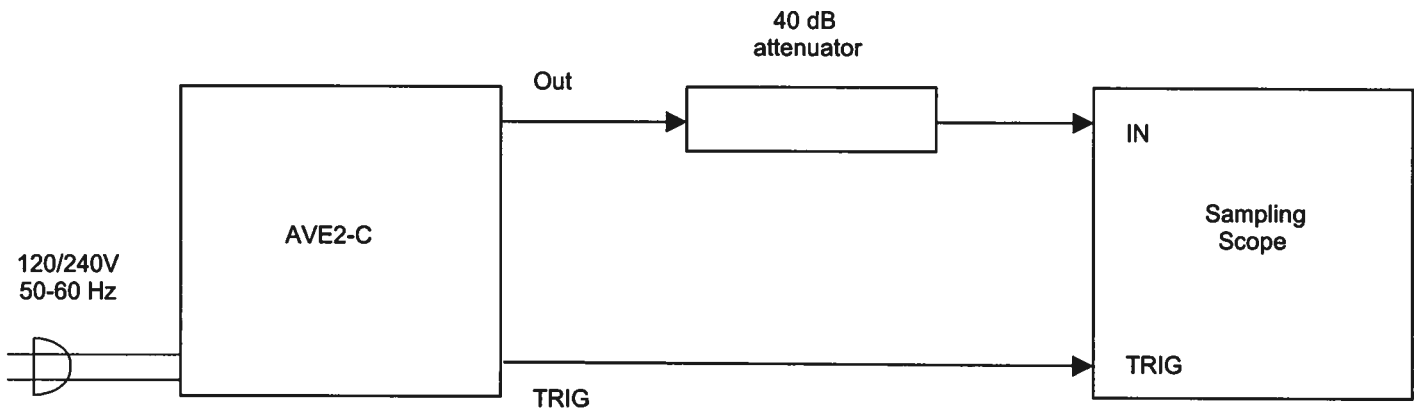 40 dB
attenuator
Out
IN
AVE2-C
Sampling
Scope
120/240V
50-60 Hz
TRIG
TRIG